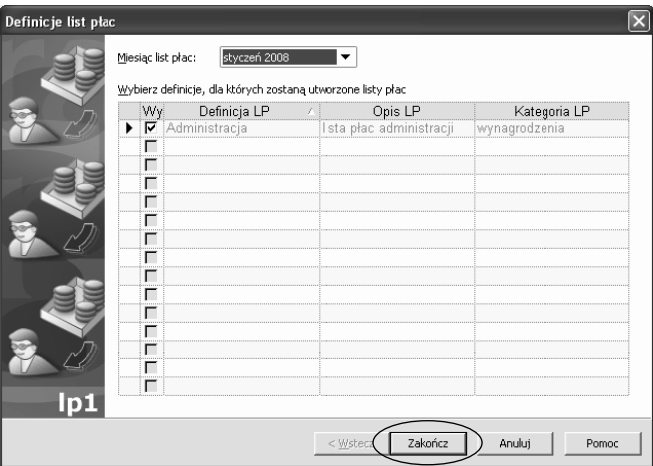 Definicje list płac
Miesiąc list płac: styczeń 2008
Wybierz definicje, dla których zostaną utworzone listy płac
Wy Definicja LP Opis LP Kategoria LP
Administracja lista płac administracji wynagrodzenia
lp1
< Wstecz Zakończ Anuluj Pomoc